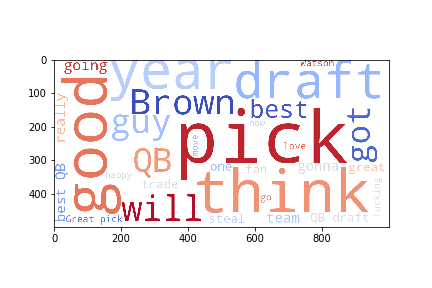 0
100
200
300
400
going
year
Watson
draft
good
Brown
best
really
guy
pick
got
now
move
love
QB
one
fan
gonna
great
happy
think
best QB
trade
go
will
fucking
Great pick
steal
team
QB draft
0
200
400
600
800